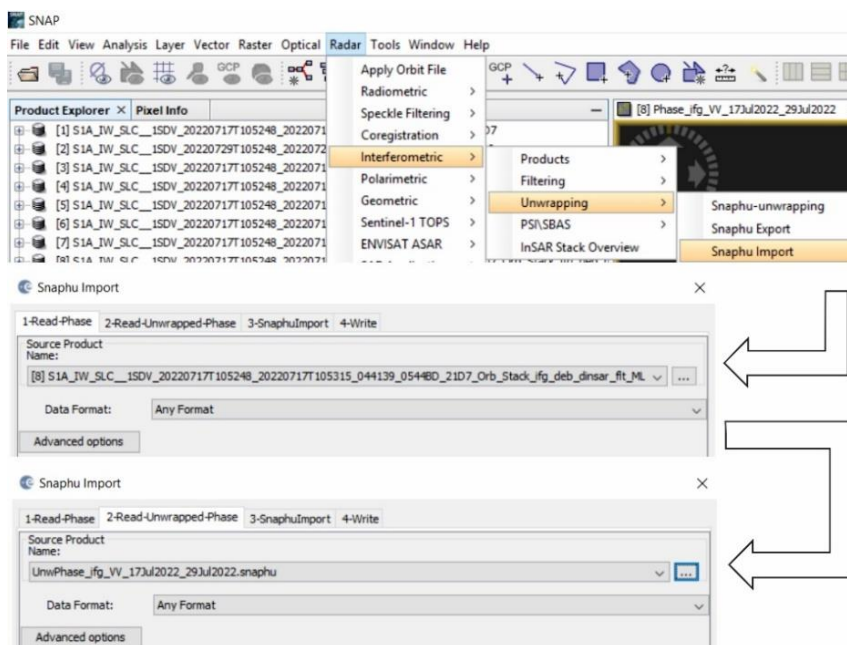 SNAP
File Edit View Analysis Layer Vector Raster Optical Radar Tools Window Help
GCP
GCP
Apply Orbit File
Radiometric >
Speckle Filtering >
Coregistration >
Interferometric >
Polarimetric >
Geometric >
Sentinel-1 TOPS >
ENVISAT ASAR >
Products >
Filtering >
Unwrapping >
PSI\SBAS >
InSAR Stack Overview
Snaphu-unwrapping
Snaphu Export
Snaphu Import
Product Explorer × Pixel Info
[8] Phase_ifg_VV_17Jul2022_29Jul2022
[1] S1A_IW_SLC__1SDV_20220717T105248_2022071
[2] S1A_IW_SLC__1SDV_20220729T105248_2022072
[3] S1A_IW_SLC__1SDV_20220717T105248_2022071
[4] S1A_IW_SLC__1SDV_20220717T105248_2022071
[5] S1A_IW_SLC__1SDV_20220717T105248_2022071
[6] S1A_IW_SLC__1SDV_20220717T105248_2022071
[7] S1A_IW_SLC__1SDV_20220717T105248_2022071
Snaphu Import
1-Read-Phase 2-Read-Unwrapped-Phase 3-SnaphuImport 4-Write
Source Product
Name:
[8] S1A_IW_SLC__1SDV_20220717T105248_20220717T105315_044139_0544BD_21D7_Orb_Stack_ifg_deb_dinsar_flt_ML ...
Data Format: Any Format
Advanced options
Snaphu Import
1-Read-Phase 2-Read-Unwrapped-Phase 3-SnaphuImport 4-Write
Source Product
Name:
UnwPhase_ifg_VV_17Jul2022_29Jul2022.snaphu ...
Data Format: Any Format
Advanced options